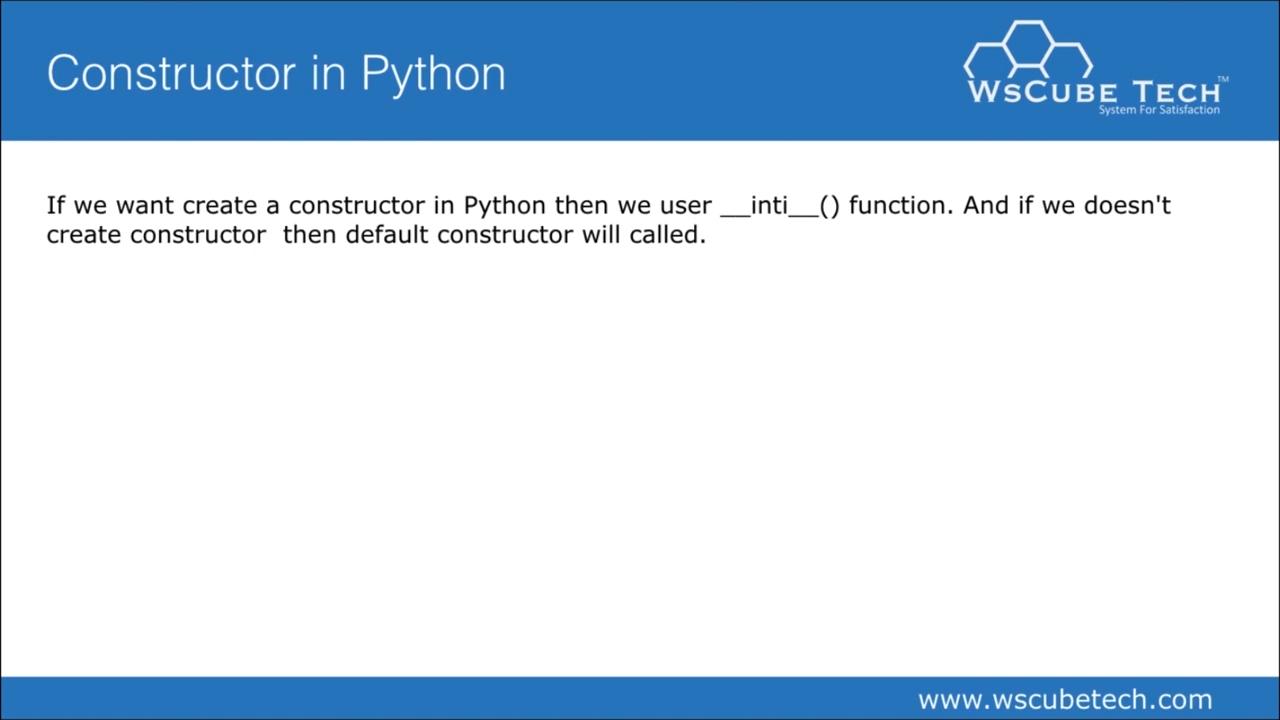 Constructor in Python
WSCUBE TECH™
System For Satisfaction
If we want create a constructor in Python then we user __inti__() function. And if we doesn't
create constructor  then default constructor will called.
www.wscubetech.com